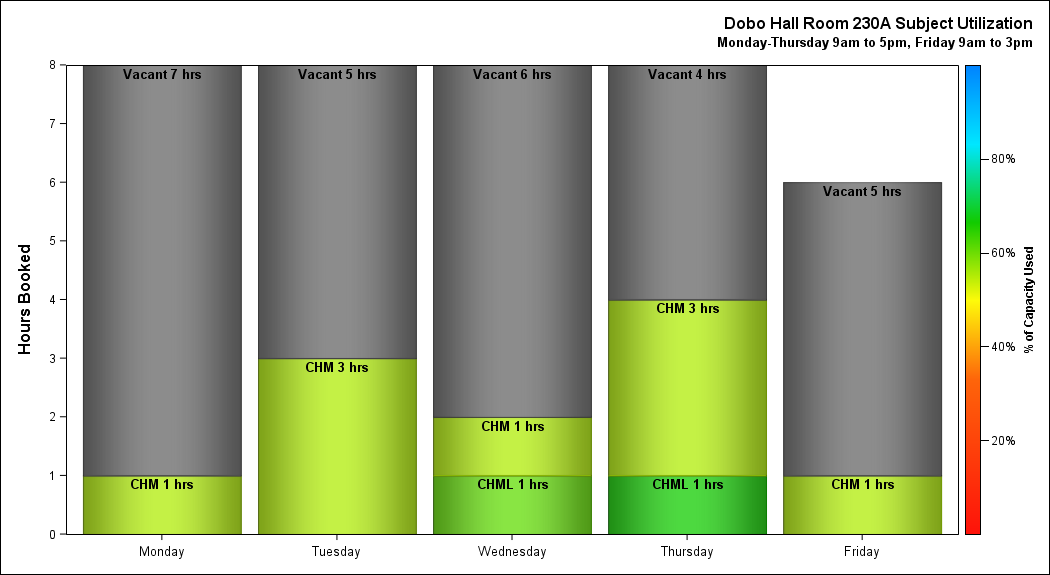 Dobo Hall Room 230A Subject Utilization
Monday-Thursday 9am to 5pm, Friday 9am to 3pm
Hours Booked
8
7
6
5
4
3
2
1
0
Vacant 7 hrs
CHM 1 hrs
Vacant 5 hrs
CHM 3 hrs
Vacant 6 hrs
CHM 1 hrs
CHML 1 hrs
Vacant 4 hrs
CHM 3 hrs
CHML 1 hrs
Vacant 5 hrs
CHM 1 hrs
Monday
Tuesday
Wednesday
Thursday
Friday
80%
60%
40%
20%
% of Capacity Used